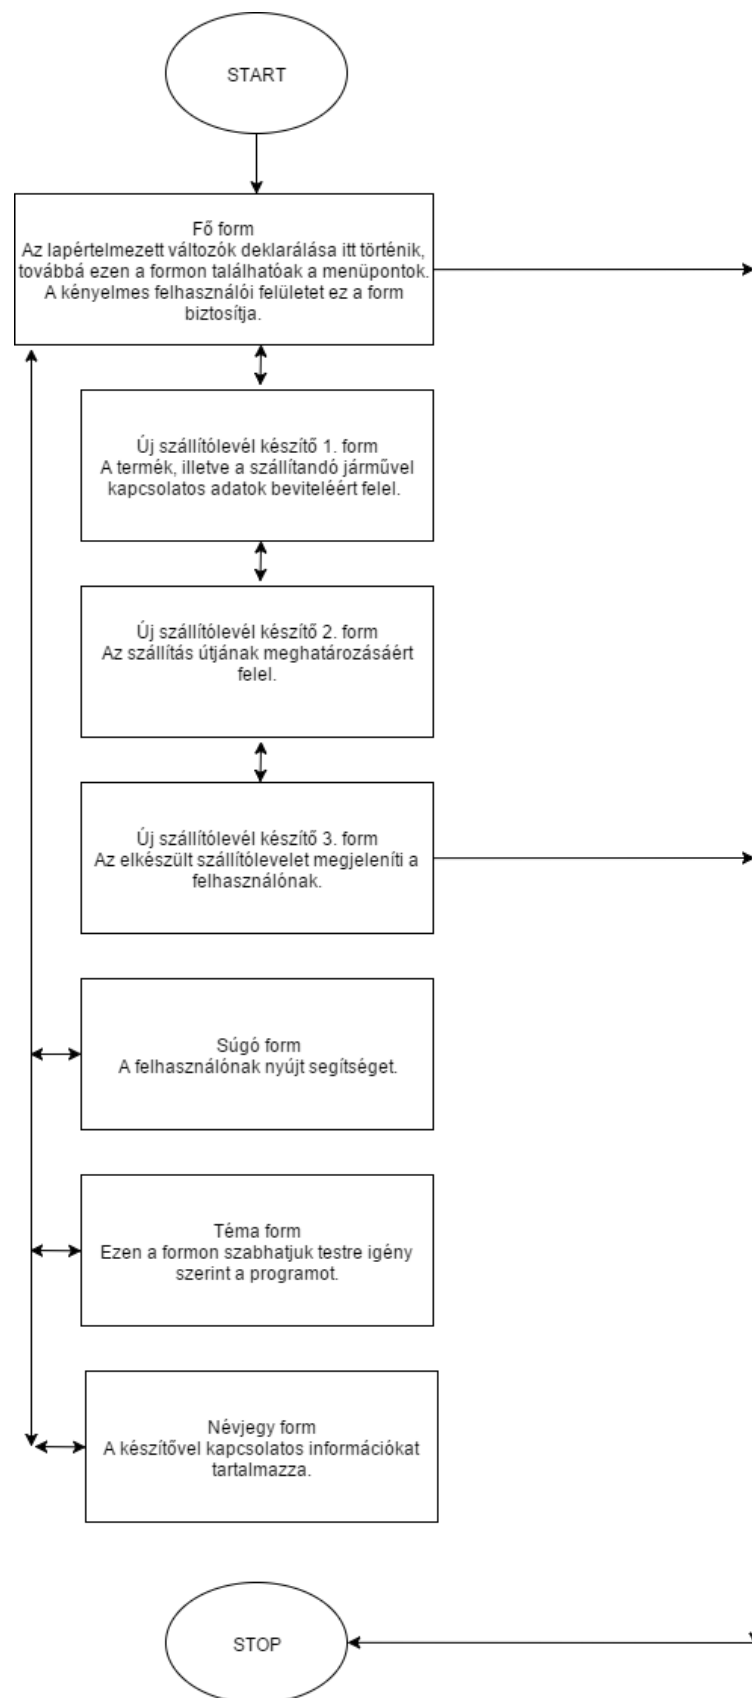 START
Fő form
Az lapértelmezett változók deklarálása itt történik,
továbbá ezen a formon találhatóak a menüpontok.
A kényelmes felhasználói felületet ez a form
biztosítja.
Új szállítólevél készítő 1. form
A termék, illetve a szállítandó járművel
kapcsolatos adatok beviteléért felel.
Új szállítólevél készítő 2. form
Az szállítás útjának meghatározásáért
felel.
Új szállítólevél készítő 3. form
Az elkészült szállítólevelet megjeleníti a
felhasználónak.
Súgó form
A felhasználónak nyújt segítséget.
Téma form
Ezen a formon szabhatjuk testre igény
szerint a programot.
Névjegy form
A készítővel kapcsolatos információkat
tartalmazza.
STOP